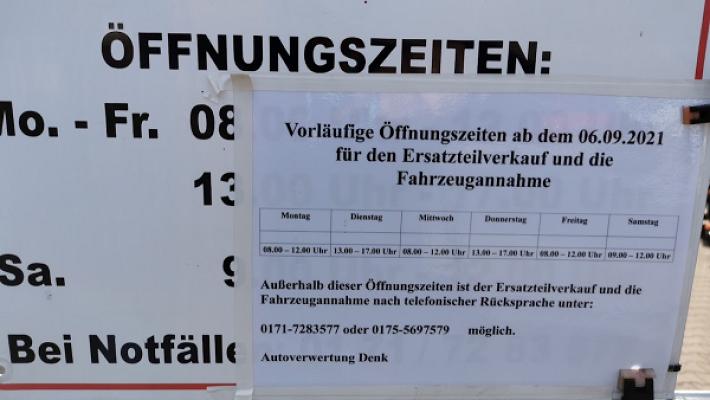 ÖFFNUNGSZEITEN:
Mo. - Fr. 08
13
Sa. 9
Bei Notfälle
Vorläufige Öffnungszeiten ab dem 06.09.2021
für den Ersatzteilverkauf und die
Fahrzeugannahme
Montag Dienstag Mittwoch Donnerstag Freitag Samstag
08.00 – 12.00 Uhr 13.00 – 17.00 Uhr 08.00 – 12.00 Uhr 13.00 – 17.00 Uhr 08.00 – 12.00 Uhr 09.00 – 12.00 Uhr
Außerhalb dieser Öffnungszeiten ist der Ersatzteilverkauf und die
Fahrzeugannahme nach telefonischer Rücksprache unter:
0171-7283577 oder 0175-5697579 möglich.
Autoverwertung Denk